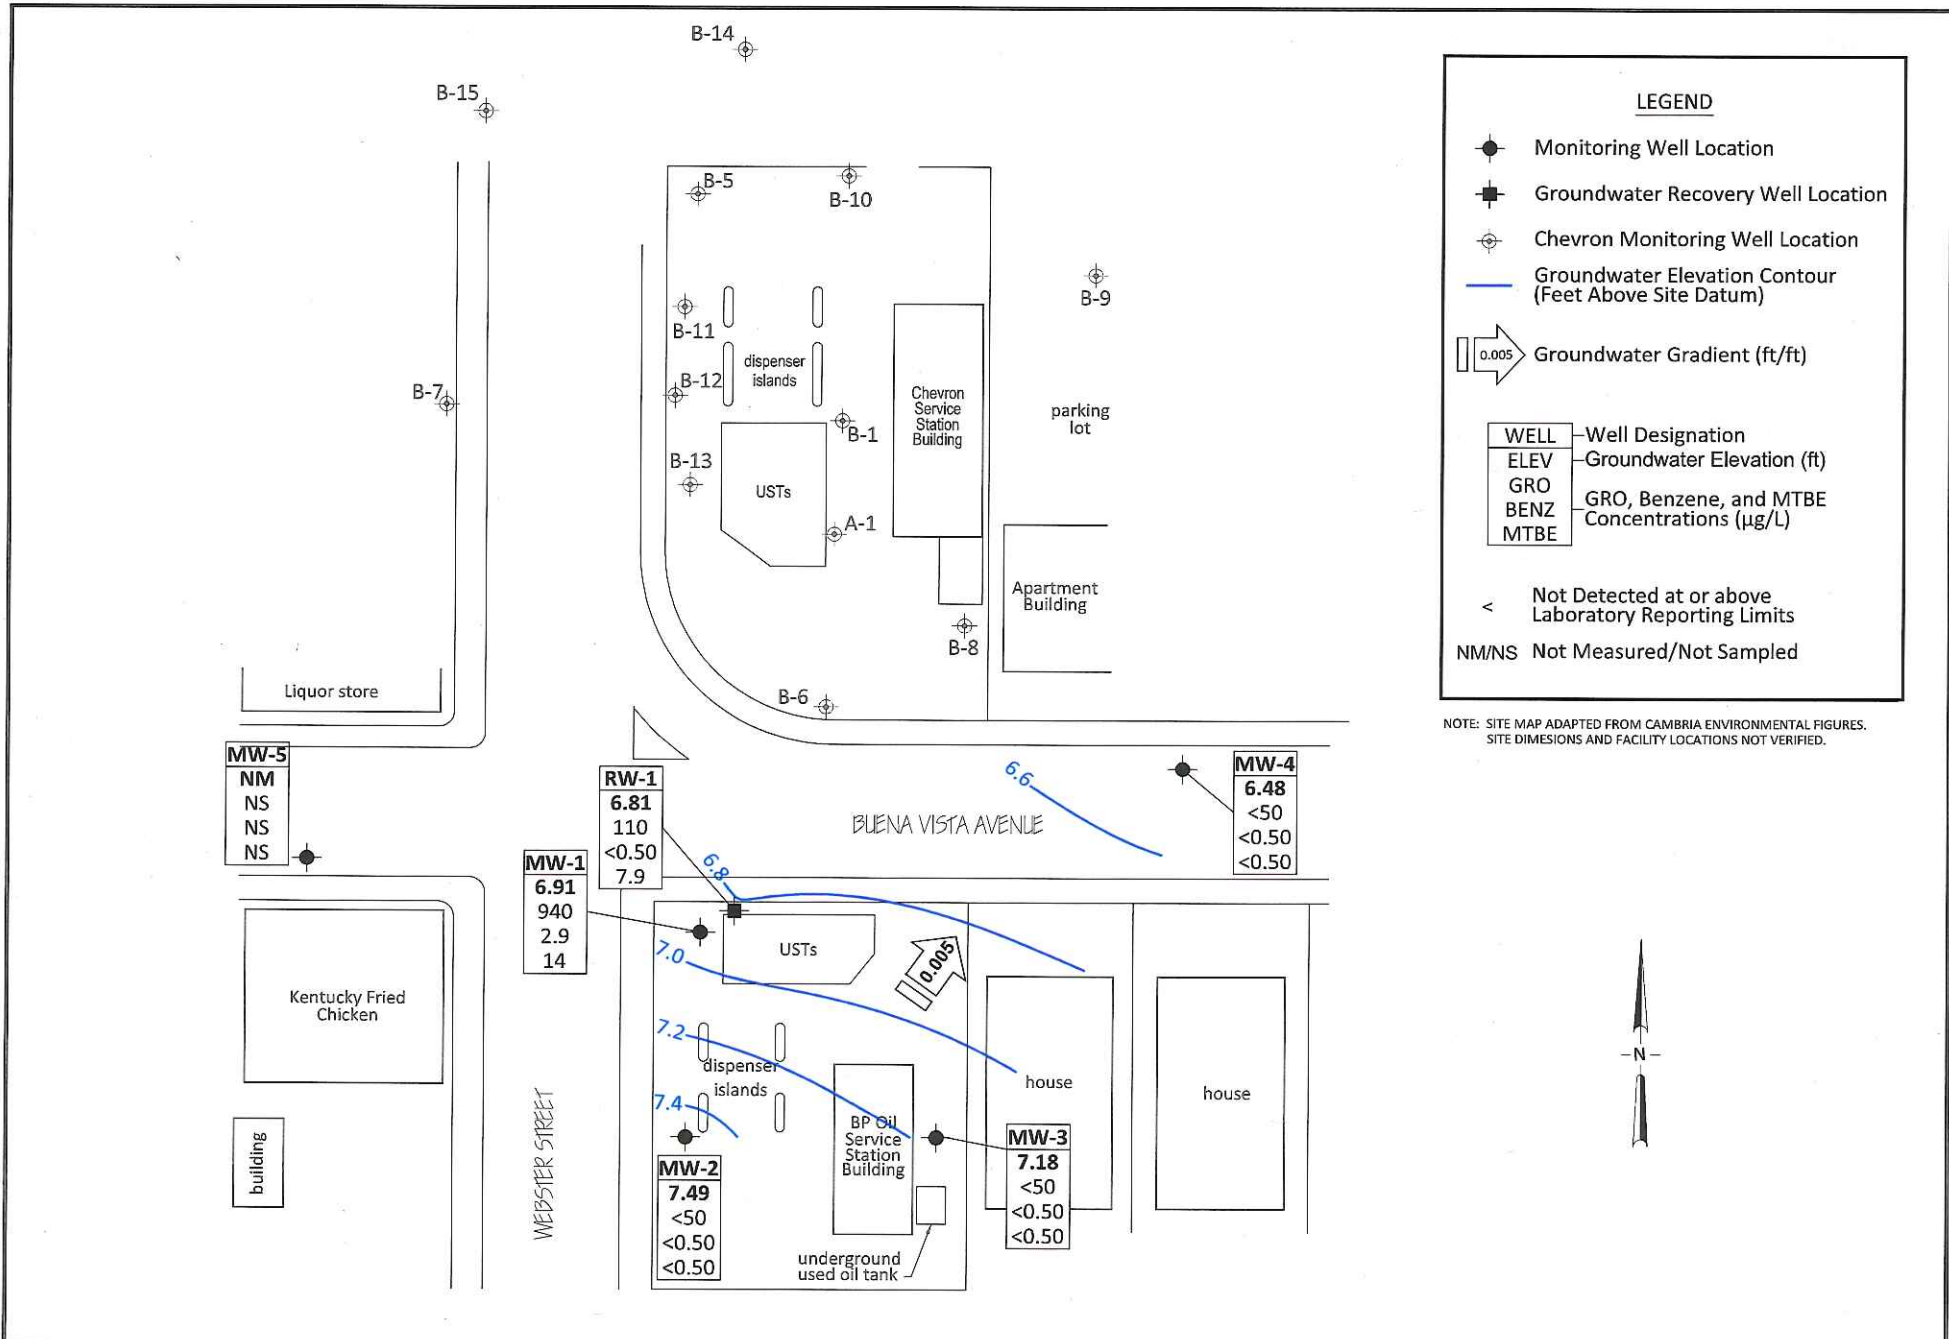 B-14
B-15
B-5
B-10
B-9
B-11
dispenser
islands
B-12
B-7
B-1
Chevron
Service
Station
Building
parking
lot
B-13
USTs
A-1
Apartment
Building
B-8
B-6
Liquor store
MW-5
NM
NS
NS
NS
RW-1
6.81
110
<0.50
7.9
MW-1
6.91
940
2.9
14
6.6
MW-4
6.48
<50
<0.50
<0.50
BUENA VISTA AVENUE
6.8
USTs
7.0
0.005
Kentucky Fried
Chicken
7.2
dispenser
islands
7.4
BP Oil
Service
Station
Building
house
house
building
WEBSTER STREET
MW-2
7.49
<50
<0.50
<0.50
MW-3
7.18
<50
<0.50
<0.50
underground
used oil tank
LEGEND
Monitoring Well Location
Groundwater Recovery Well Location
Chevron Monitoring Well Location
Groundwater Elevation Contour
(Feet Above Site Datum)
0.005 Groundwater Gradient (ft/ft)
WELL Well Designation
ELEV Groundwater Elevation (ft)
GRO
BENZ
MTBE
GRO, Benzene, and MTBE
Concentrations (µg/L)
< Not Detected at or above
Laboratory Reporting Limits
NM/NS Not Measured/Not Sampled
NOTE: SITE MAP ADAPTED FROM CAMBRIA ENVIRONMENTAL FIGURES.
SITE DIMESIONS AND FACILITY LOCATIONS NOT VERIFIED.
-N-